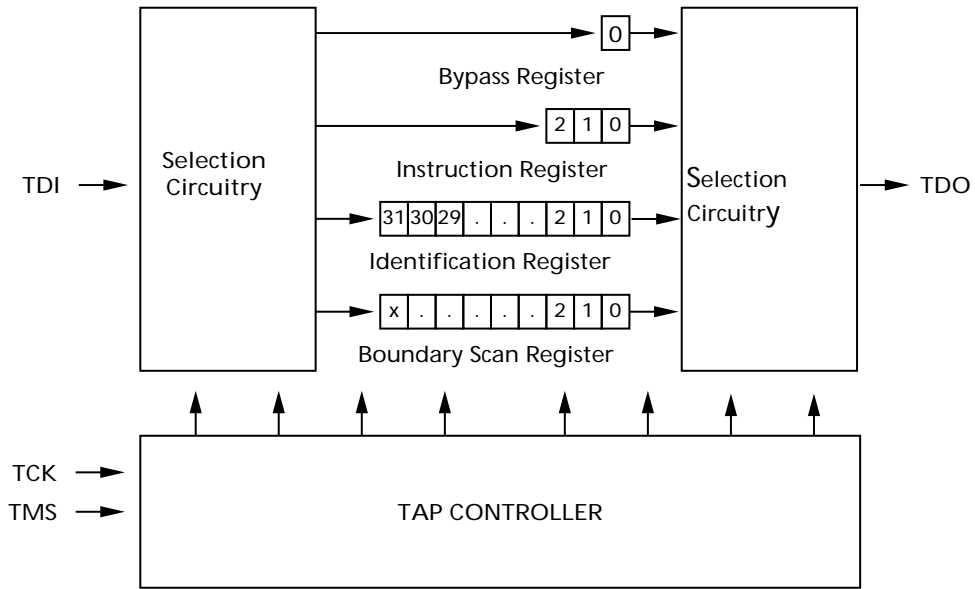 0
Bypass Register
2 1 0
Selection
Circuitry
Instruction Register
Selection
Circuitry
TDI
TDO
31 30 29 . . . 2 1 0
Identification Register
x . . . . . 2 1 0
Boundary Scan Register
TCK
TMS
TAP CONTROLLER